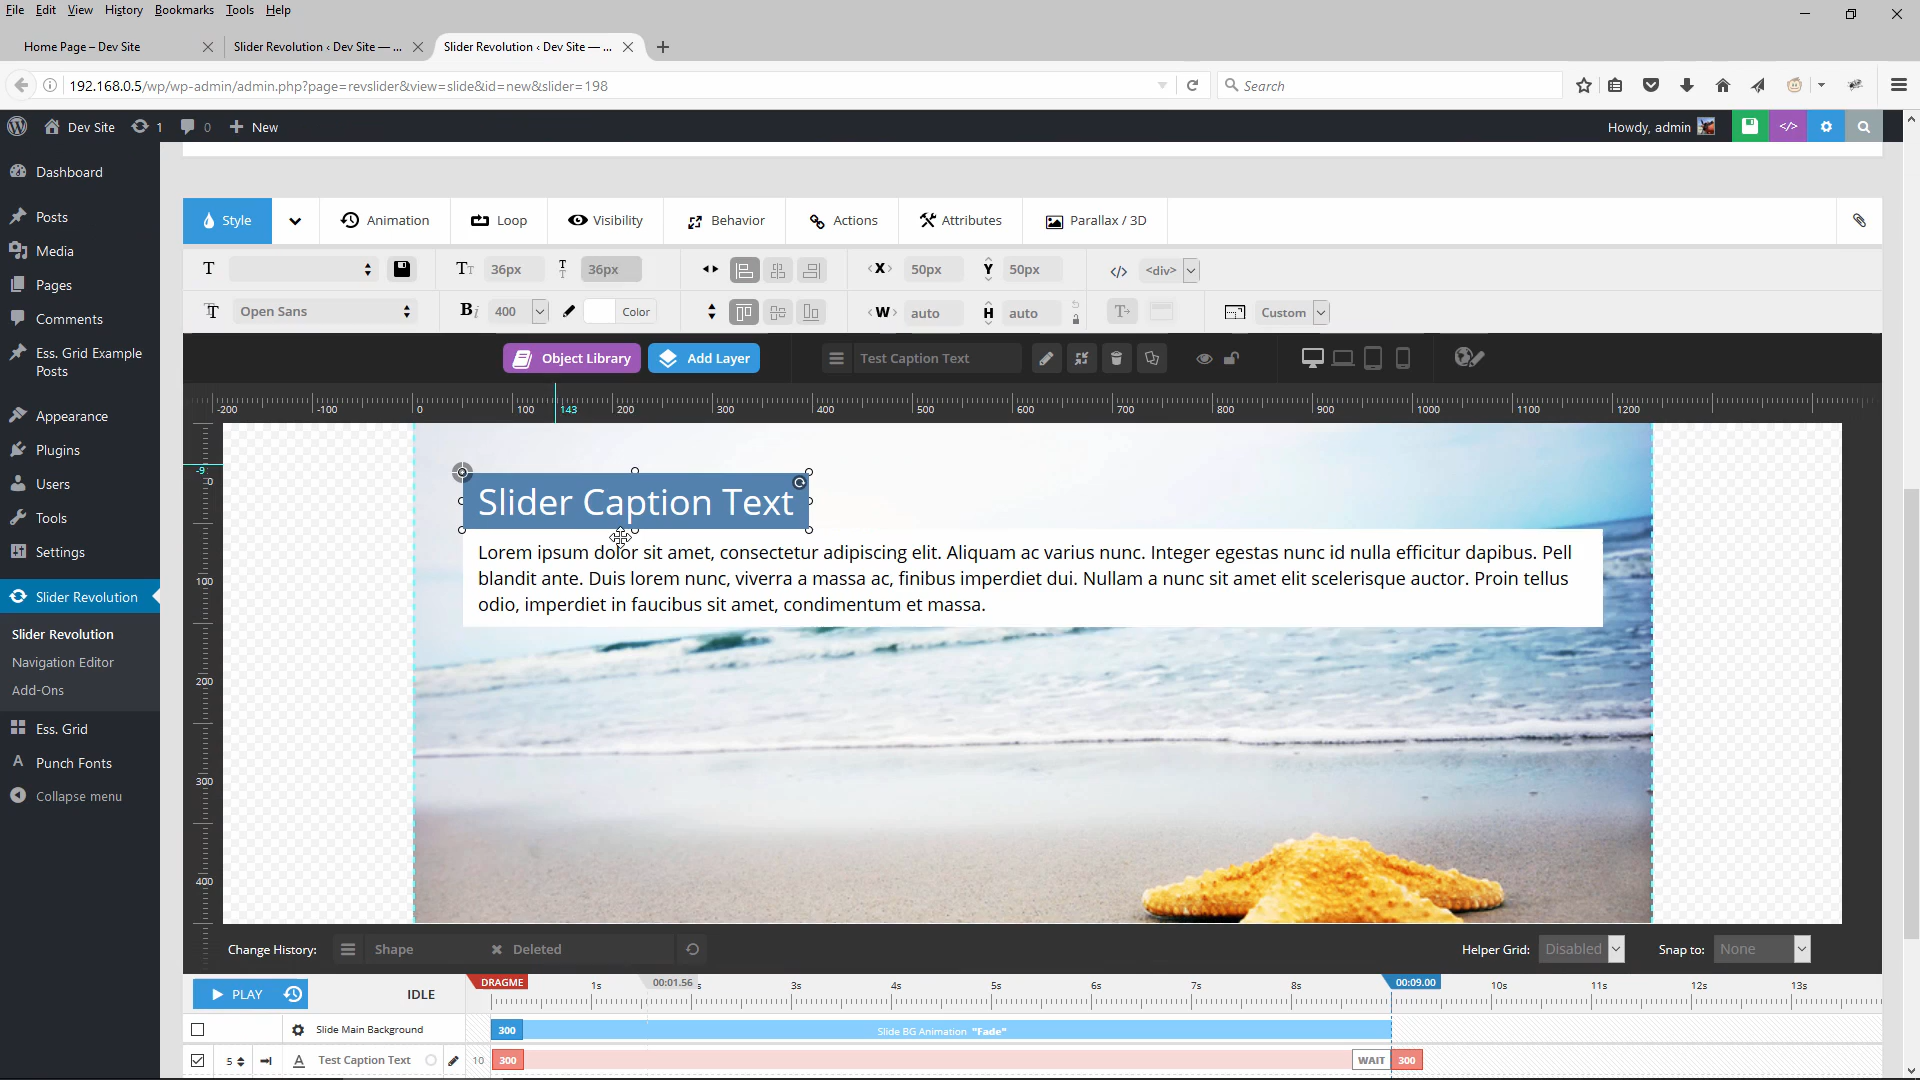 File Edit View History Bookmarks Tools Help
Home Page – Dev Site
Slider Revolution ‹ Dev Site — ...
Slider Revolution ‹ Dev Site — ...
192.168.0.5/wp/wp-admin/admin.php?page=revslider&view=slide&id=new&slider=198
Search
Dev Site 1 0 New
Howdy, admin
Dashboard
Posts
Media
Pages
Comments
Ess. Grid Example
Posts
Appearance
Plugins
Users
Tools
Settings
Slider Revolution
Slider Revolution
Navigation Editor
Add-Ons
Ess. Grid
Punch Fonts
Collapse menu
Style Animation Loop Visibility Behavior Actions Attributes Parallax / 3D
36px 36px X 50px Y 50px <div>
Open Sans 400 Color W auto H auto Custom
Object Library Add Layer Test Caption Text
-200 -100 0 100 143 200 300 400 500 600 700 800 900 1000 1100 1200
-9
0
100
200
300
400
Slider Caption Text
Lorem ipsum dolor sit amet, consectetur adipiscing elit. Aliquam ac varius nunc. Integer egestas nunc id nulla efficitur dapibus. Pell
blandit ante. Duis lorem nunc, viverra a massa ac, finibus imperdiet dui. Nullam a nunc sit amet elit scelerisque auctor. Proin tellus
odio, imperdiet in faucibus sit amet, condimentum et massa.
Change History: Shape Deleted Helper Grid: Disabled Snap to: None
PLAY IDLE DRAGME 1s 00:01.56 s 3s 4s 5s 6s 7s 8s 00:09.00 10s 11s 12s 13s
Slide Main Background 300 Slide BG Animation "Fade"
5 Test Caption Text 10 300 WAIT 300